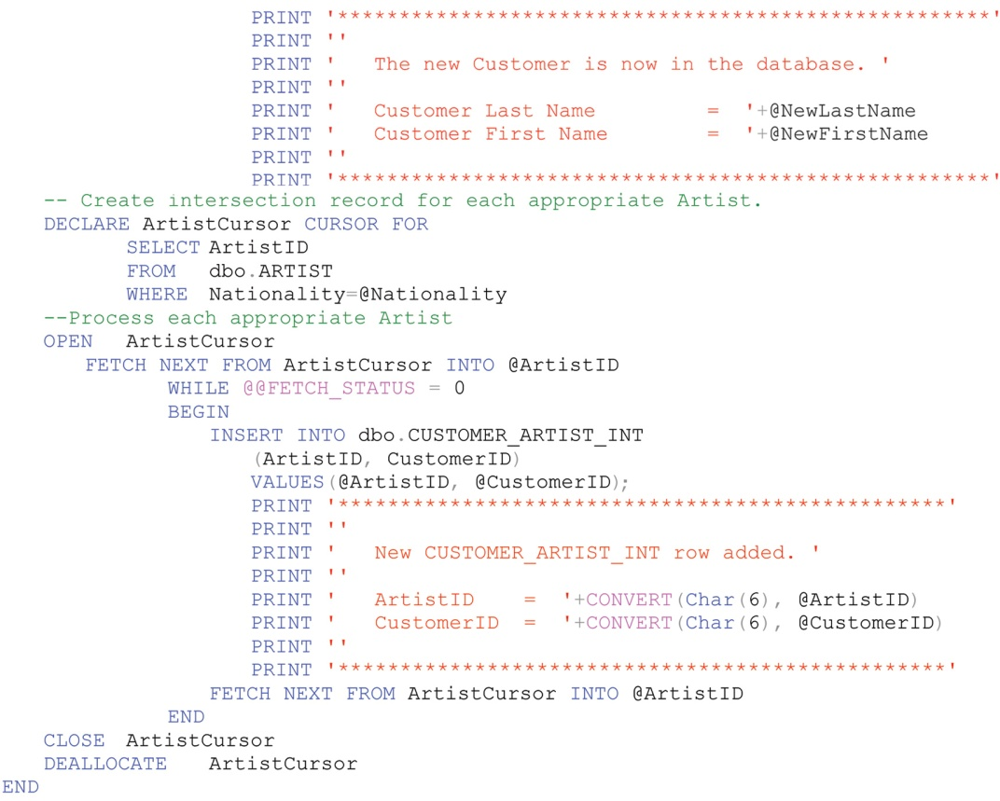 PRINT '*****************************************************'
PRINT ''
PRINT '   The new Customer is now in the database. '
PRINT ''
PRINT '   Customer Last Name        =  '+@NewLastName
PRINT '   Customer First Name       =  '+@NewFirstName
PRINT ''
PRINT '*****************************************************'
-- Create intersection record for each appropriate Artist.
DECLARE ArtistCursor CURSOR FOR
SELECT ArtistID
FROM   dbo.ARTIST
WHERE  Nationality=@Nationality
--Process each appropriate Artist
OPEN   ArtistCursor
FETCH NEXT FROM ArtistCursor INTO @ArtistID
WHILE @@FETCH_STATUS = 0
BEGIN
INSERT INTO dbo.CUSTOMER_ARTIST_INT
(ArtistID, CustomerID)
VALUES(@ArtistID, @CustomerID);
PRINT '*************************************************'
PRINT ''
PRINT '   New CUSTOMER_ARTIST_INT row added. '
PRINT ''
PRINT '   ArtistID    =  '+CONVERT(Char(6), @ArtistID)
PRINT '   CustomerID  =  '+CONVERT(Char(6), @CustomerID)
PRINT ''
PRINT '*************************************************'
FETCH NEXT FROM ArtistCursor INTO @ArtistID
END
CLOSE  ArtistCursor
DEALLOCATE   ArtistCursor
END